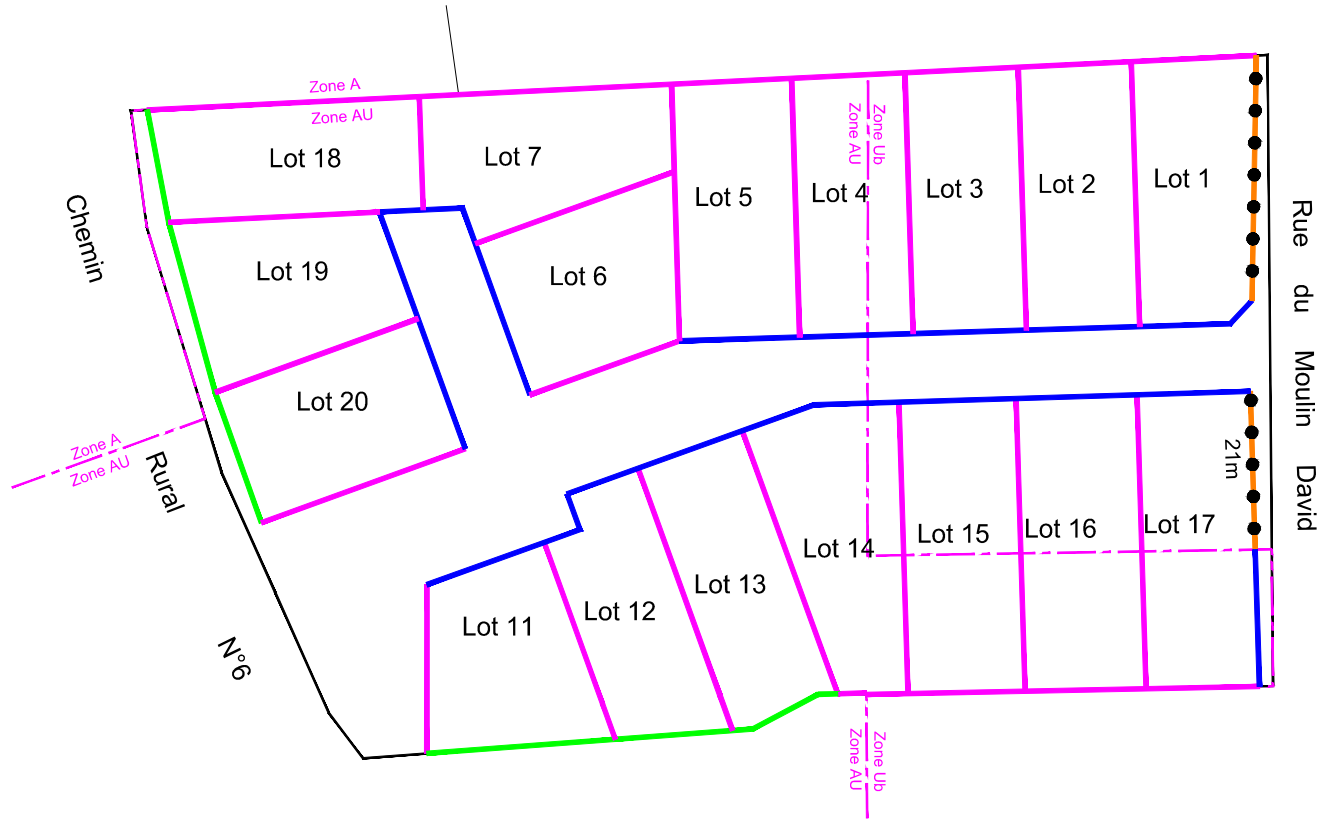 Zone A
Zone AU
Lot 18
Lot 7
Lot 5
Lot 4
Zone AU
Zone Ub
Lot 3
Lot 2
Lot 1
Chemin
Lot 19
Lot 6
Rue du Moulin David
Lot 20
Zone A
Zone AU
Rural
21m
Lot 14
Lot 15
Lot 16
Lot 17
Lot 13
Lot 12
Lot 11
N°6
Zone AU
Zone Ub